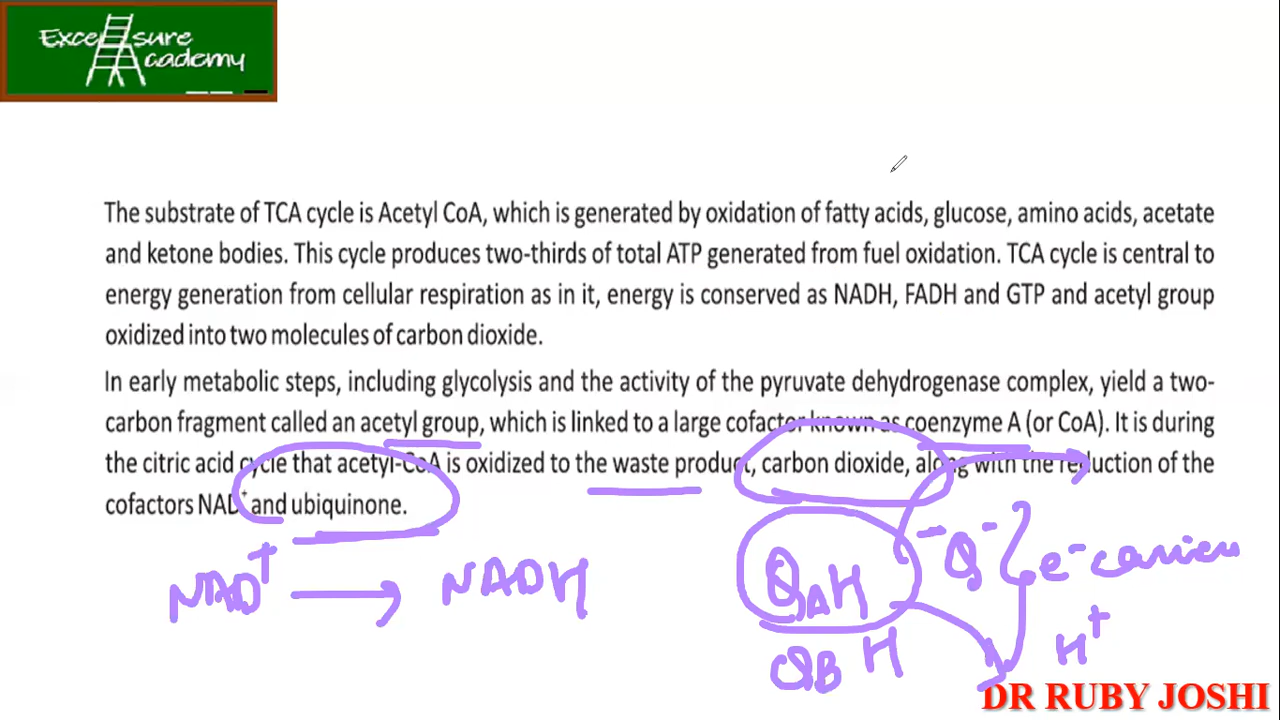 Excelsure
Academy
The substrate of TCA cycle is Acetyl CoA, which is generated by oxidation of fatty acids, glucose, amino acids, acetate
and ketone bodies. This cycle produces two-thirds of total ATP generated from fuel oxidation. TCA cycle is central to
energy generation from cellular respiration as in it, energy is conserved as NADH, FADH and GTP and acetyl group
oxidized into two molecules of carbon dioxide.
In early metabolic steps, including glycolysis and the activity of the pyruvate dehydrogenase complex, yield a two-
carbon fragment called an acetyl group, which is linked to a large cofactor known as coenzyme A (or CoA). It is during
the citric acid cycle that acetyl-CoA is oxidized to the waste product, carbon dioxide, along with the reduction of the
cofactors NAD⁺ and ubiquinone.
NAD⁺ → NADH
QAH
⁻Q⁻ } e⁻ carriers
QBH
H⁺
DR RUBY JOSHI